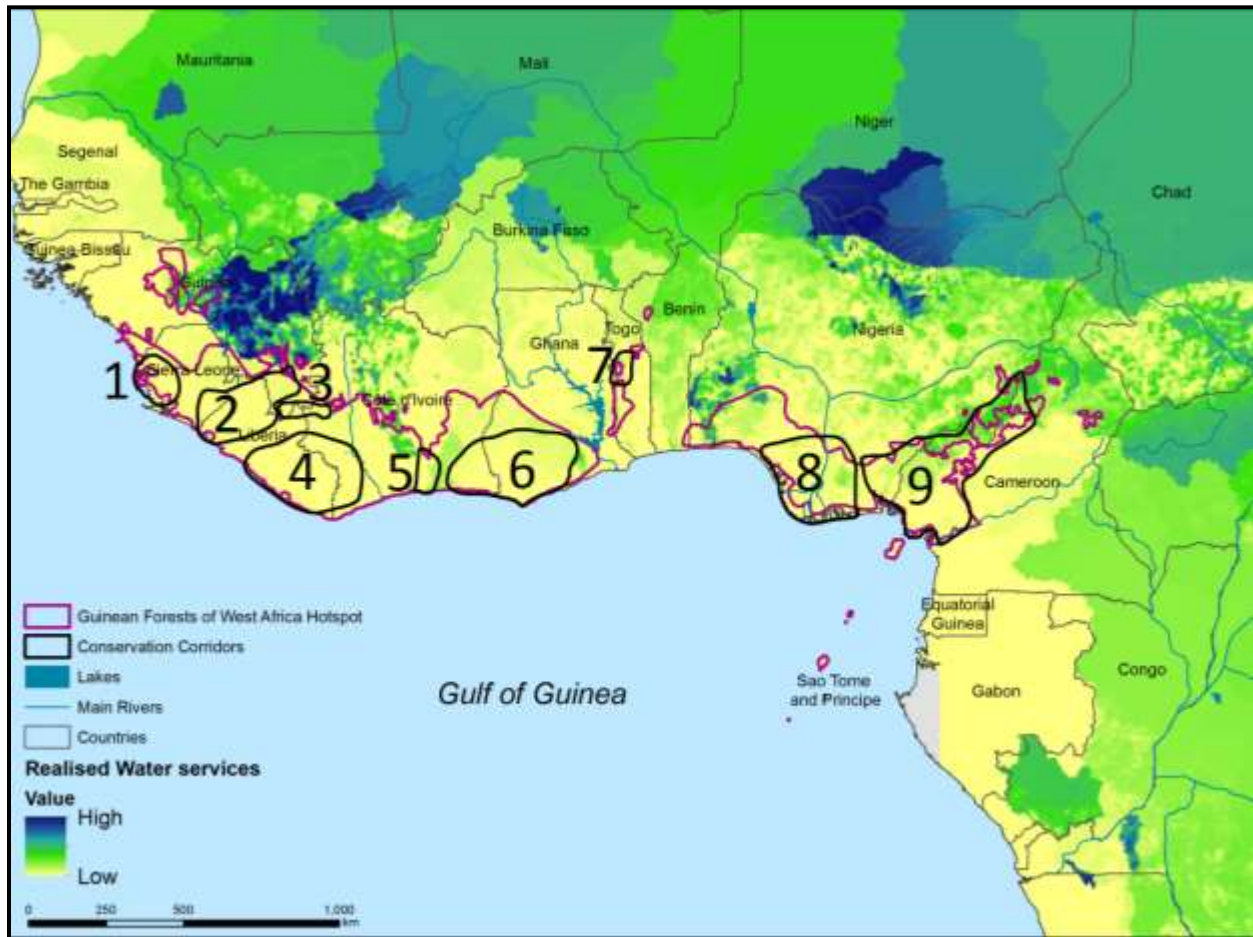 Mauritania
Mali
Niger
Chad
Segenal
The Gambia
Guinea-Bissau
Burkina Faso
Guinea
Benin
Nigeria
Ghana
Togo
Sierra Leone
Côte d'Ivoire
Liberia
Cameroon
1
2
3
4
5
6
7
8
9
Equatorial
Guinea
Sao Tome
and Principe
Gabon
Congo
Gulf of Guinea
Guinean Forests of West Africa Hotspot
Conservation Corridors
Lakes
Main Rivers
Countries
Realised Water services
Value
High
Low
0 250 500 1,000
km